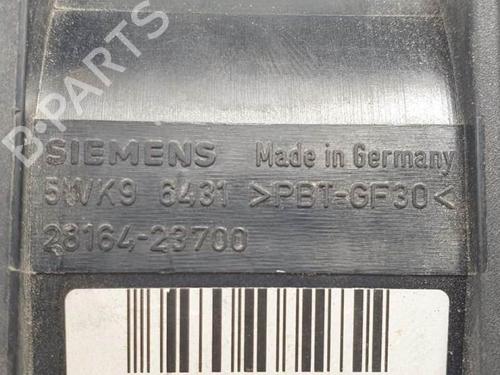 B-PARTS
SIEMENS Made in Germany
5WK9 6431 >PBT-GF30<
28164-23700